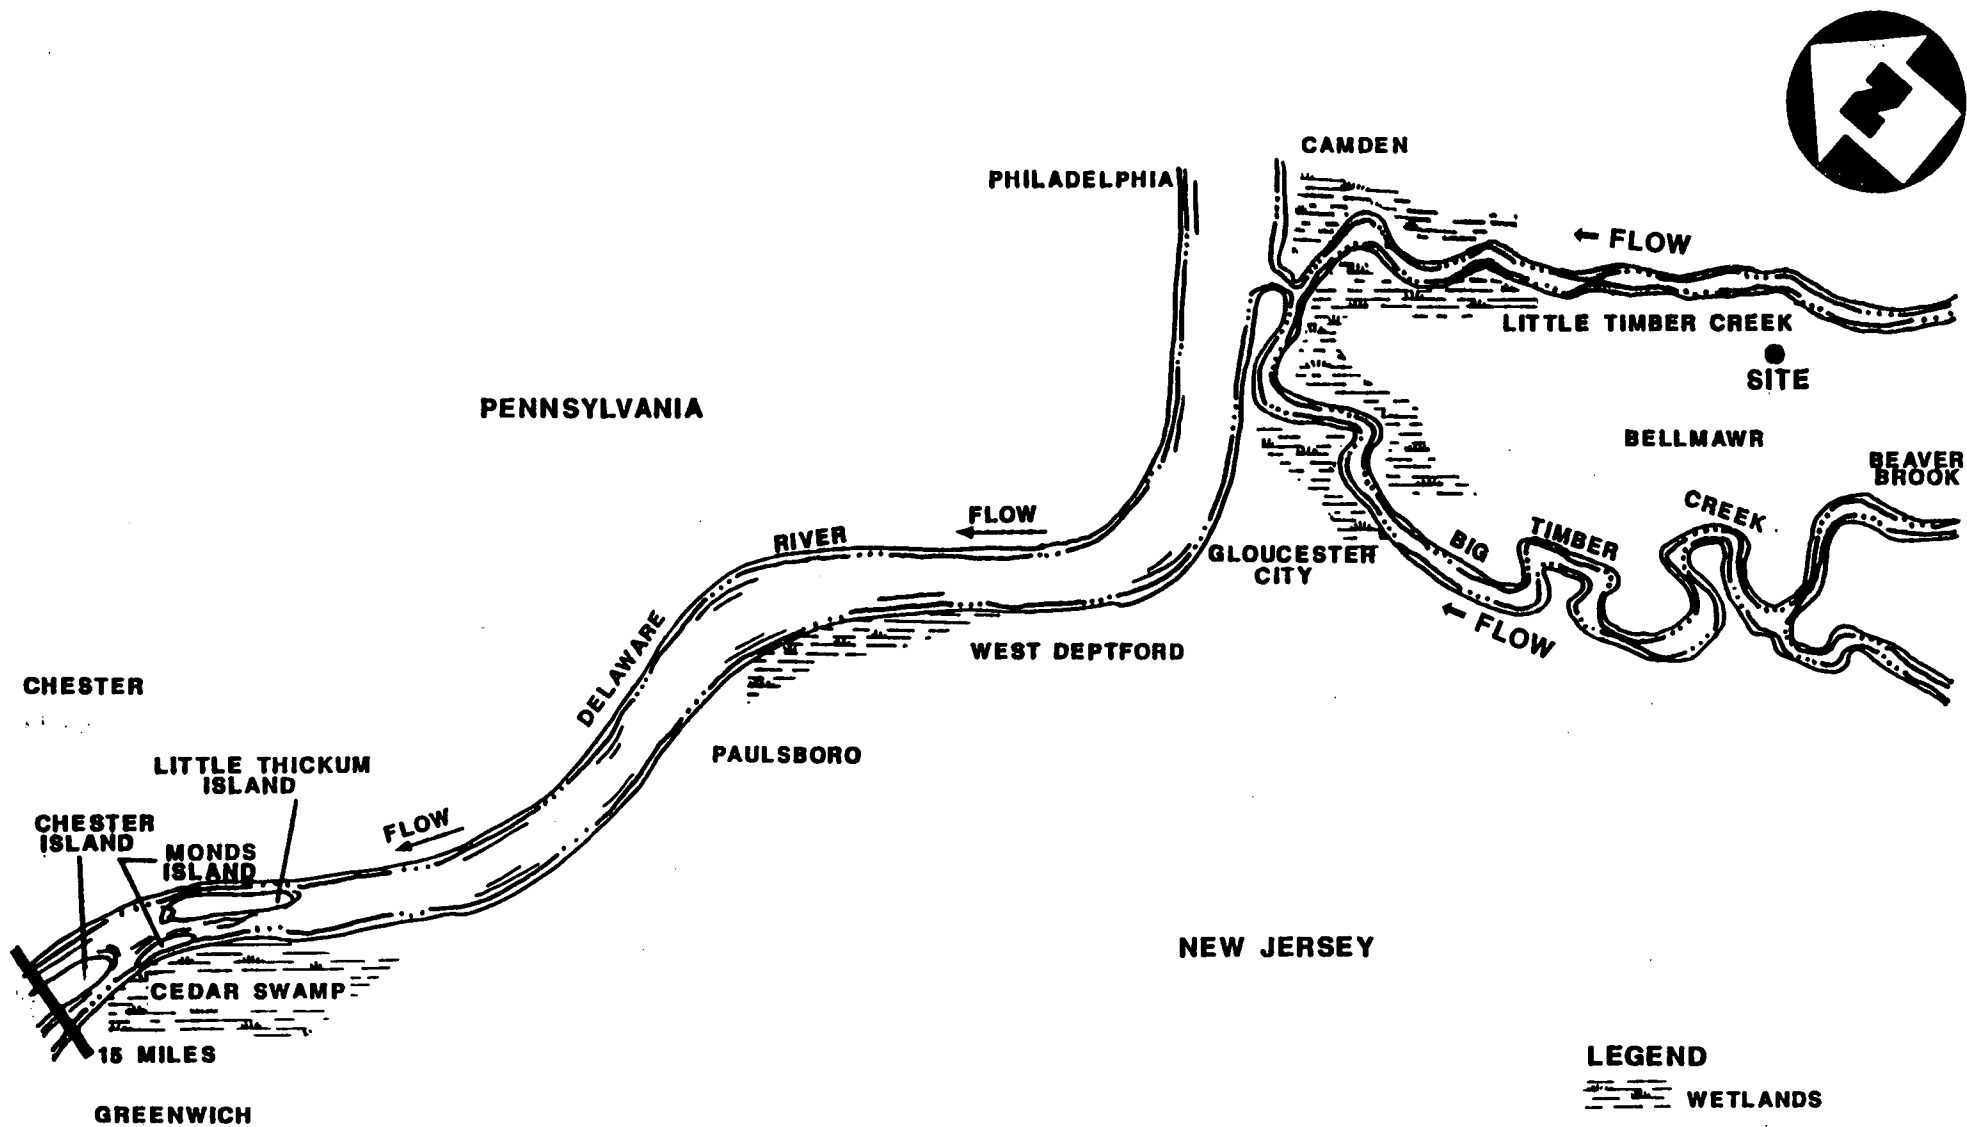 N
CAMDEN
PHILADELPHIA
← FLOW
LITTLE TIMBER CREEK
SITE
PENNSYLVANIA
BELLMAWR
BEAVER
BROOK
CREEK
TIMBER
BIG
FLOW
RIVER
GLOUCESTER
CITY
← FLOW
WEST DEPTFORD
DELAWARE
CHESTER
PAULSBORO
LITTLE THICKUM
ISLAND
FLOW
CHESTER
ISLAND
MONDS
ISLAND
NEW JERSEY
CEDAR SWAMP
15 MILES
LEGEND
WETLANDS
GREENWICH